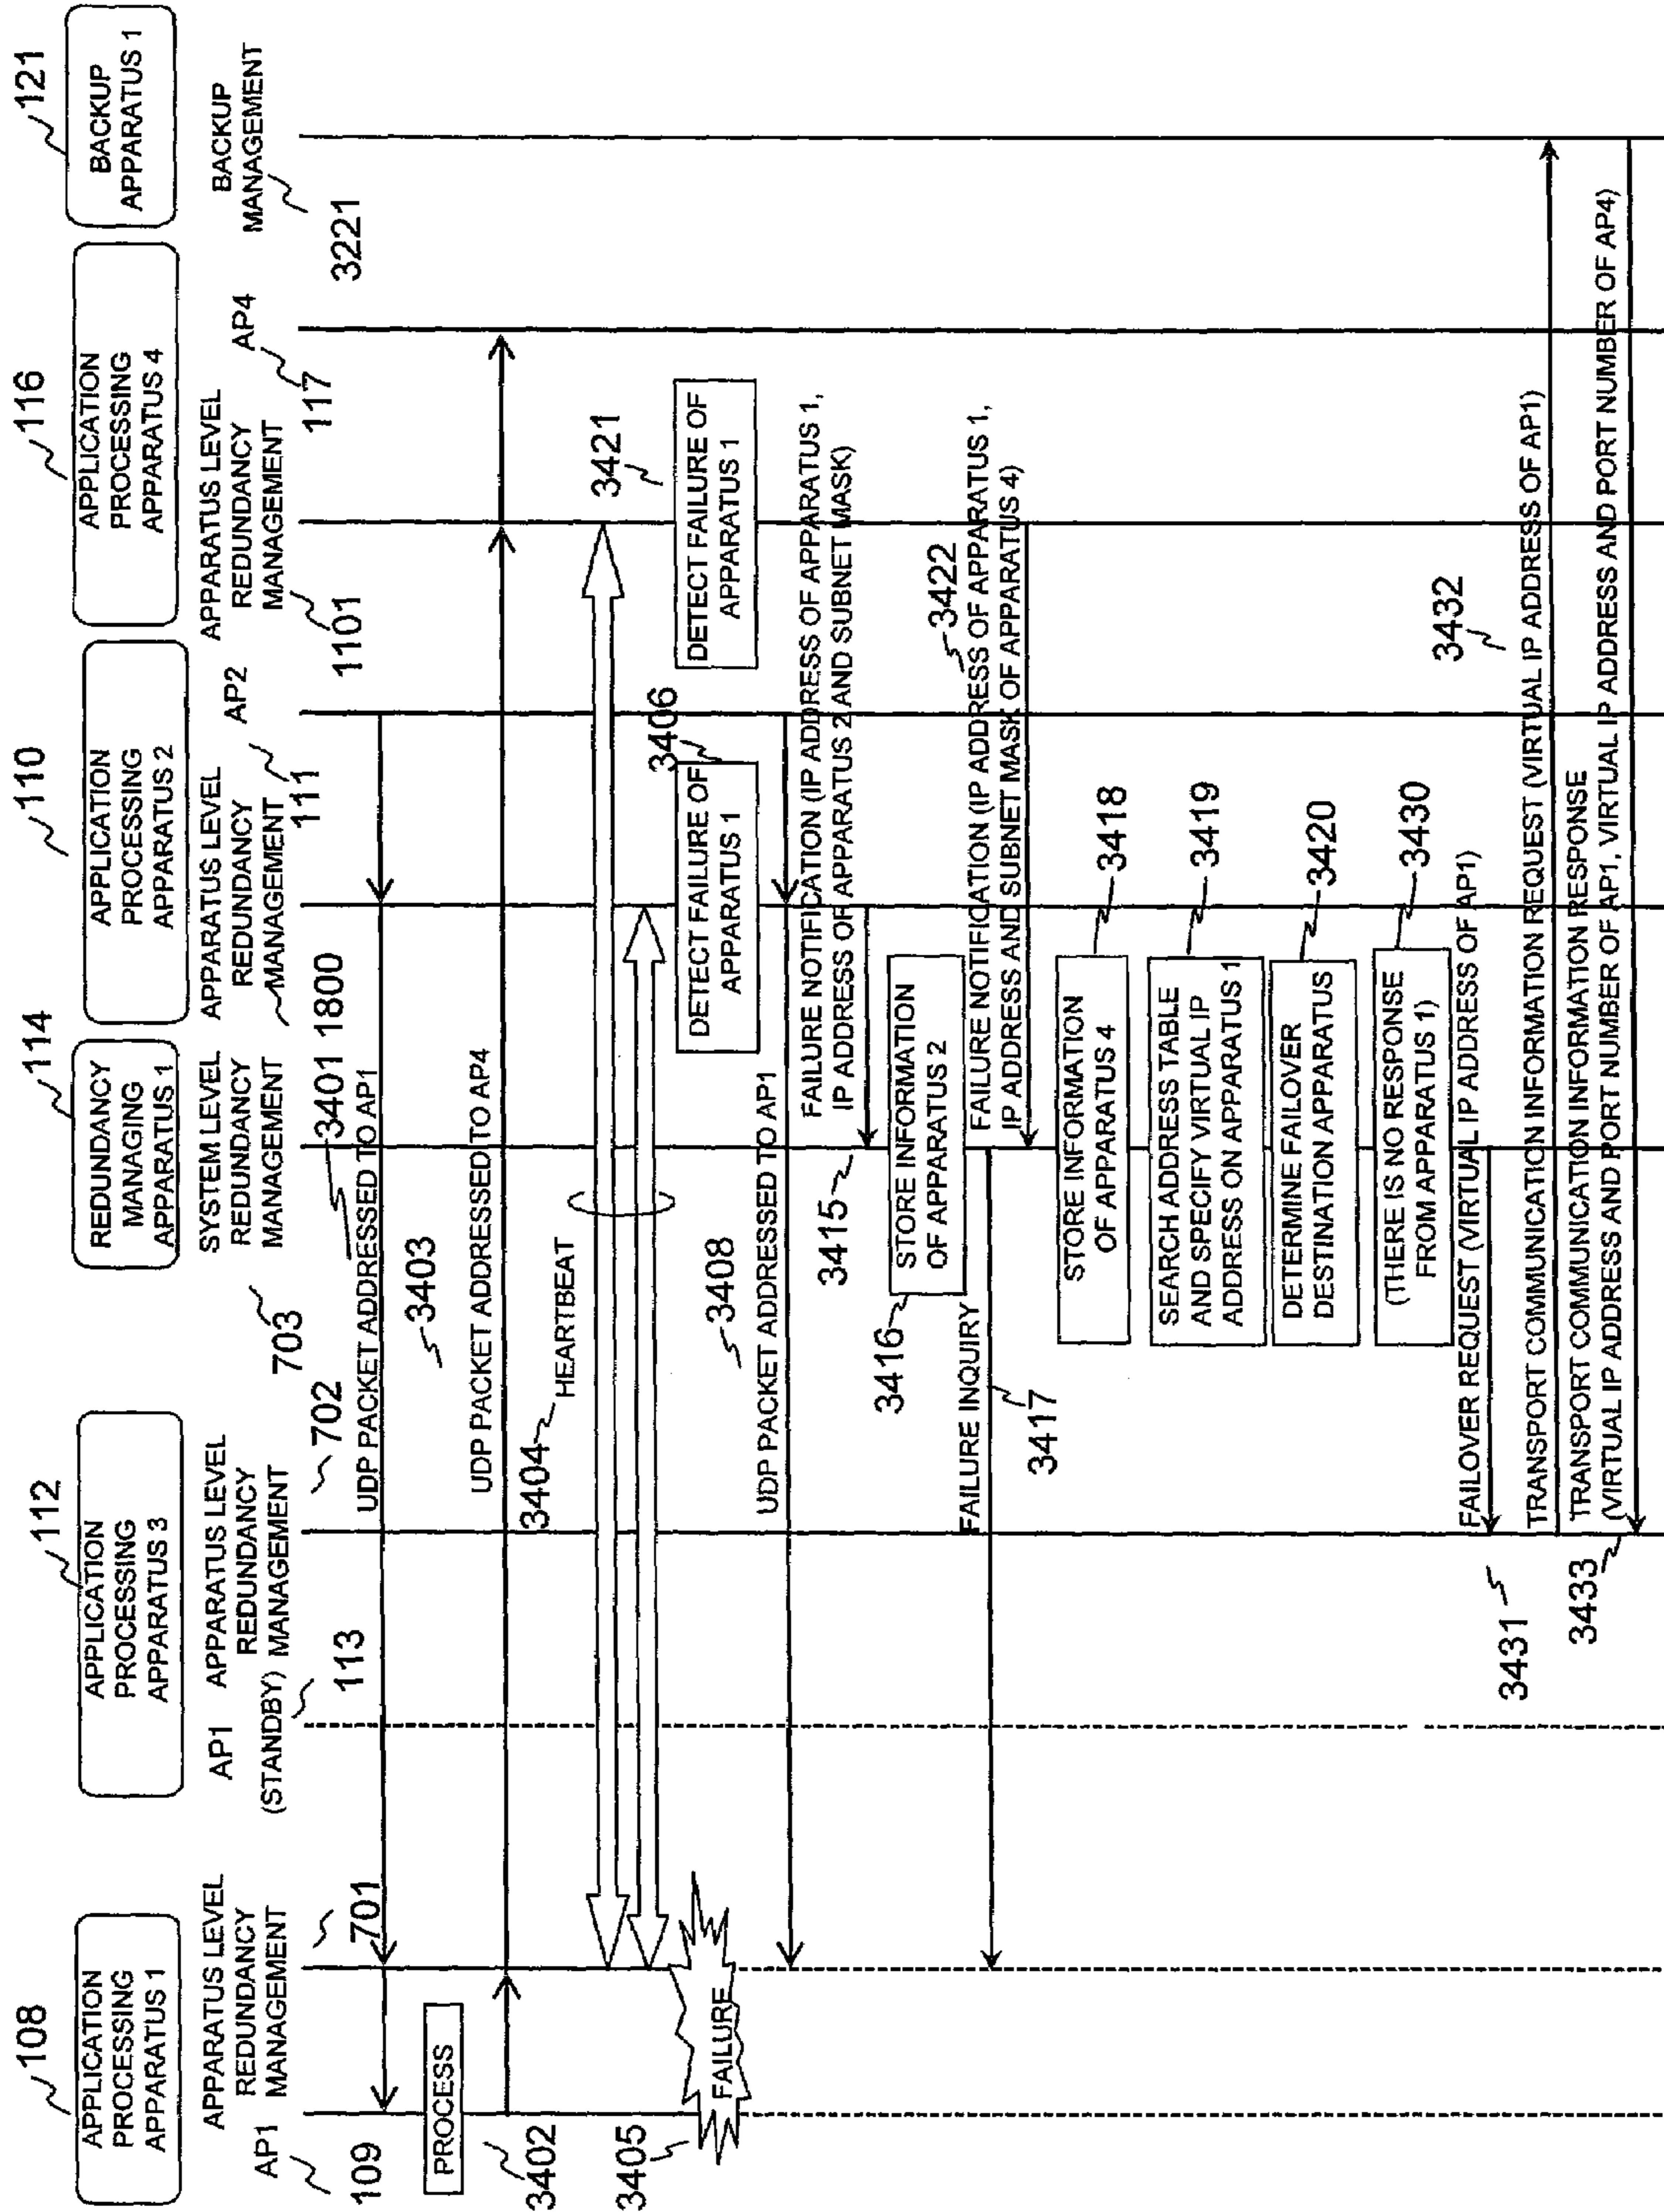 108
APPLICATION
PROCESSING
APPARATUS 1
112
APPLICATION
PROCESSING
APPARATUS 3
114
REDUNDANCY
MANAGING
APPARATUS 1
110
APPLICATION
PROCESSING
APPARATUS 2
116
APPLICATION
PROCESSING
APPARATUS 4
121
BACKUP
APPARATUS 1
AP1
109
APPARATUS LEVEL
REDUNDANCY
MANAGEMENT
701
AP1
(STANDBY)
113
APPARATUS LEVEL
REDUNDANCY
MANAGEMENT
702
SYSTEM LEVEL
REDUNDANCY
MANAGEMENT
703
APPARATUS LEVEL
REDUNDANCY
MANAGEMENT
1800
AP2
111
APPARATUS LEVEL
REDUNDANCY
MANAGEMENT
1101
AP4
117
BACKUP
MANAGEMENT
3221
3401
UDP PACKET ADDRESSED TO AP1
PROCESS
3402
3403
UDP PACKET ADDRESSED TO AP4
3404
HEARTBEAT
3405
FAILURE
DETECT FAILURE OF
APPARATUS 1
3406
DETECT FAILURE OF
APPARATUS 1
3421
3408
UDP PACKET ADDRESSED TO AP1
FAILURE NOTIFICATION (IP ADDRESS OF APPARATUS 1,
IP ADDRESS OF APPARATUS 2 AND SUBNET MASK)
3415
STORE INFORMATION
OF APPARATUS 2
3416
FAILURE INQUIRY
3417
3422
FAILURE NOTIFICATION (IP ADDRESS OF APPARATUS 1,
IP ADDRESS AND SUBNET MASK OF APPARATUS 4)
STORE INFORMATION
OF APPARATUS 4
3418
SEARCH ADDRESS TABLE
AND SPECIFY VIRTUAL IP
ADDRESS ON APPARATUS 1
3419
DETERMINE FAILOVER
DESTINATION APPARATUS
3420
(THERE IS NO RESPONSE
FROM APPARATUS 1)
3430
FAILOVER REQUEST (VIRTUAL IP ADDRESS OF AP1)
3431
3432
TRANSPORT COMMUNICATION INFORMATION REQUEST (VIRTUAL IP ADDRESS OF AP1)
TRANSPORT COMMUNICATION INFORMATION RESPONSE
(VIRTUAL IP ADDRESS AND PORT NUMBER OF AP1, VIRTUAL IP ADDRESS AND PORT NUMBER OF AP4)
3433